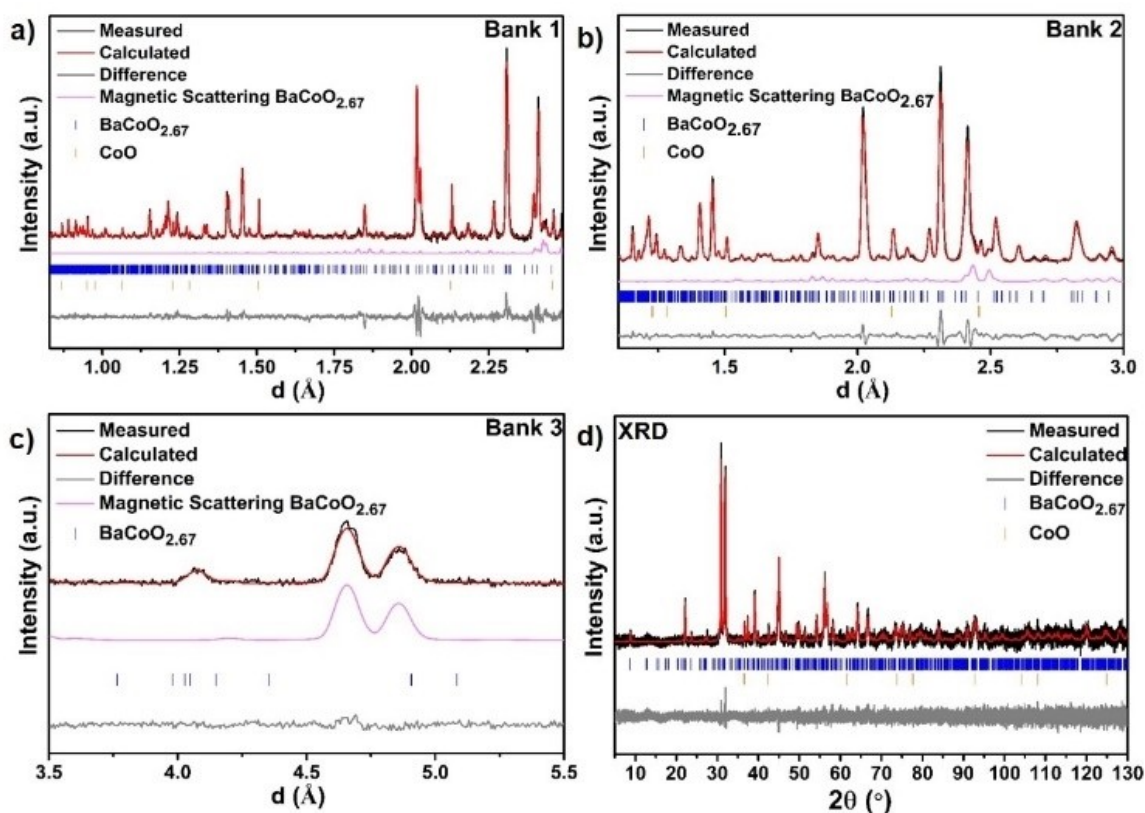 a)
Bank 1
Measured
Calculated
Difference
Magnetic Scattering BaCoO2.67
BaCoO2.67
CoO
Intensity (a.u.)
1.00 1.25 1.50 1.75 2.00 2.25
d (Å)
b)
Bank 2
Measured
Calculated
Difference
Magnetic Scattering BaCoO2.67
BaCoO2.67
CoO
Intensity (a.u.)
1.5 2.0 2.5 3.0
d (Å)
c)
Bank 3
Measured
Calculated
Difference
Magnetic Scattering BaCoO2.67
BaCoO2.67
Intensity (a.u.)
3.5 4.0 4.5 5.0 5.5
d (Å)
d)
XRD
Measured
Calculated
Difference
BaCoO2.67
CoO
Intensity (a.u.)
10 20 30 40 50 60 70 80 90 100 110 120 130
2θ (°)